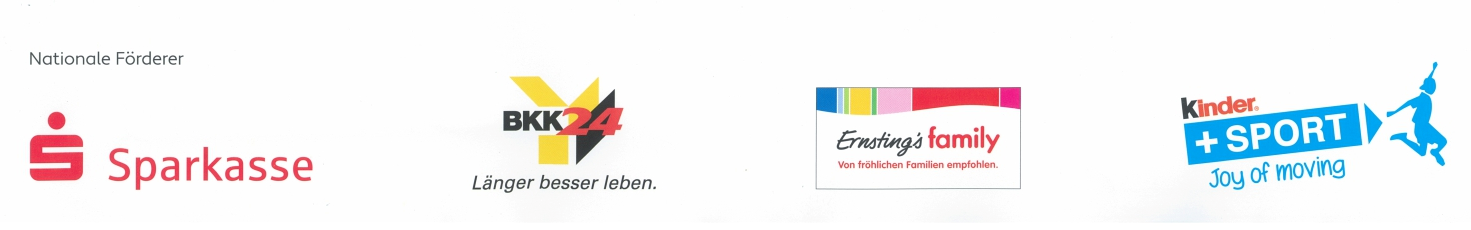 Nationale Förderer
Sparkasse
BKK24
Länger besser leben.
Ernsting's family
Von fröhlichen Familien empfohlen.
kinder®
+ SPORT
Joy of moving